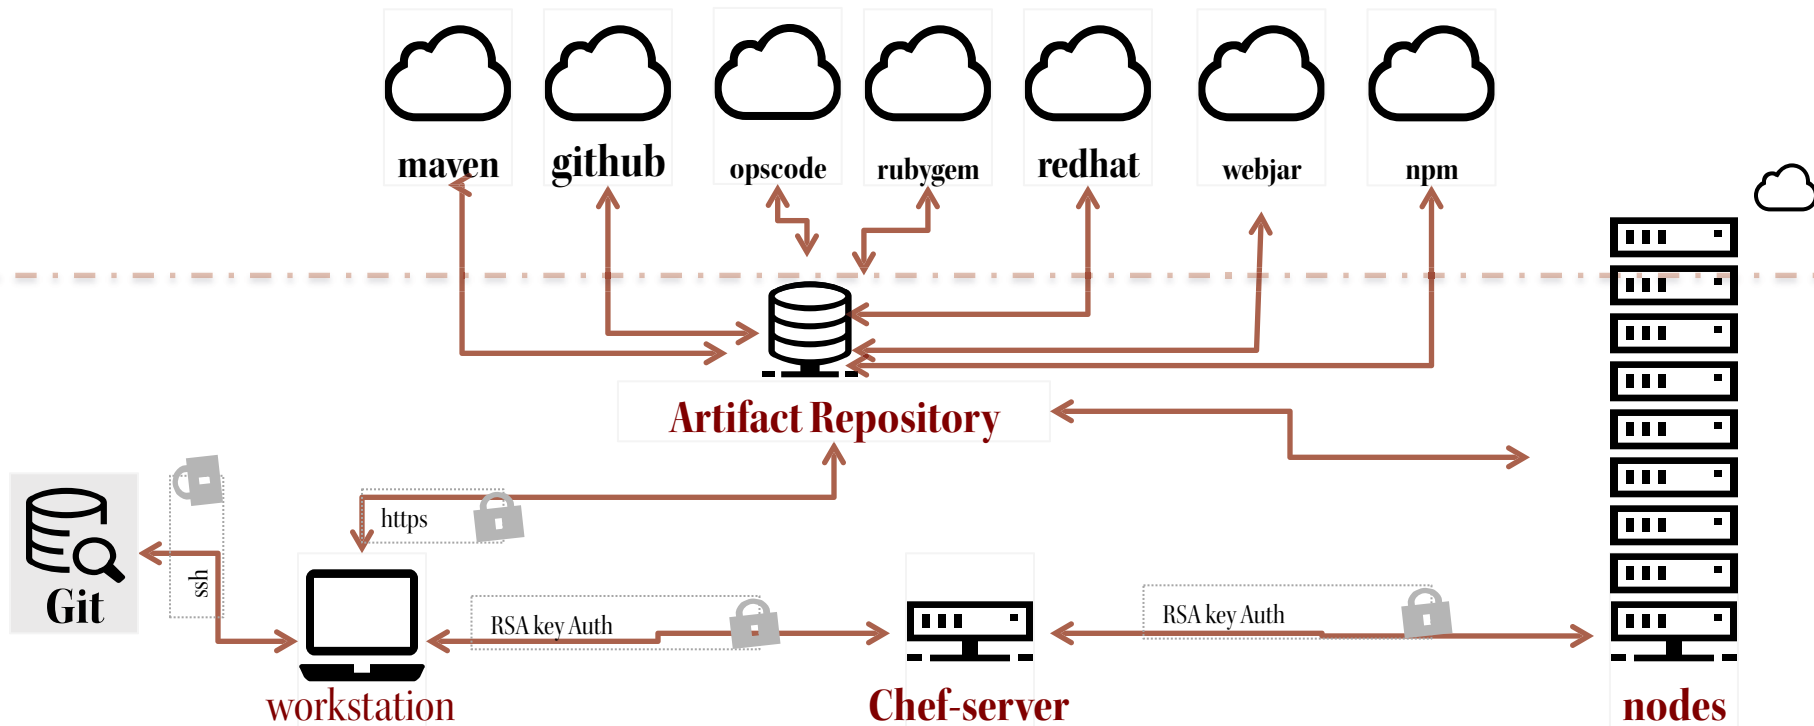 maven
github
opscode
rubygem
redhat
webjar
npm
Artifact Repository
https
ssh
Git
RSA key Auth
RSA key Auth
workstation
Chef-server
nodes